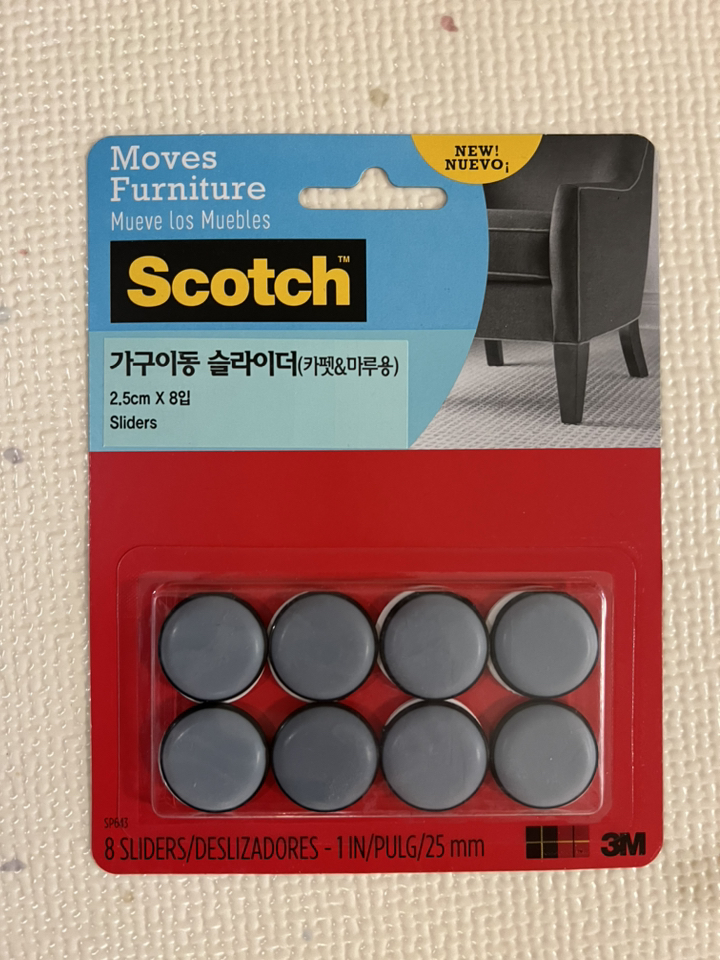 Moves
Furniture
Mueve los Muebles
NEW!
NUEVO¡
Scotch™
가구이동 슬라이더(카펫&마루용)
2.5cm X 8입
Sliders
SP643
8 SLIDERS/DESLIZADORES - 1 IN/PULG/25 mm
3M